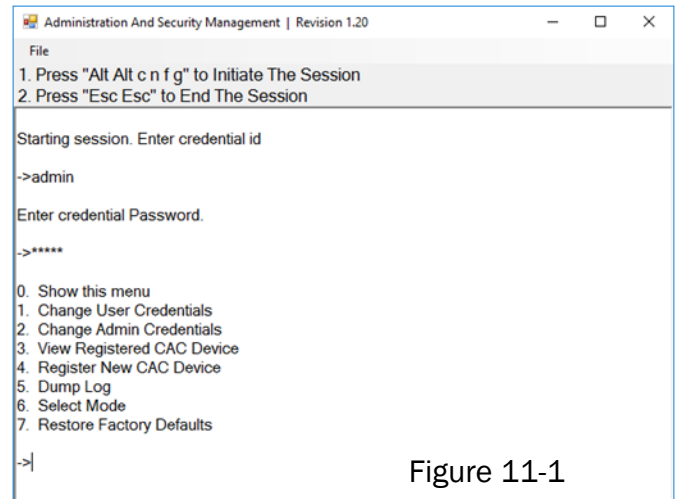 Administration And Security Management | Revision 1.20
File
1. Press "Alt Alt c n f g" to Initiate The Session
2. Press "Esc Esc" to End The Session
Starting session. Enter credential id
->admin
Enter credential Password.
->*****
0. Show this menu
1. Change User Credentials
2. Change Admin Credentials
3. View Registered CAC Device
4. Register New CAC Device
5. Dump Log
6. Select Mode
7. Restore Factory Defaults
->
Figure 11-1